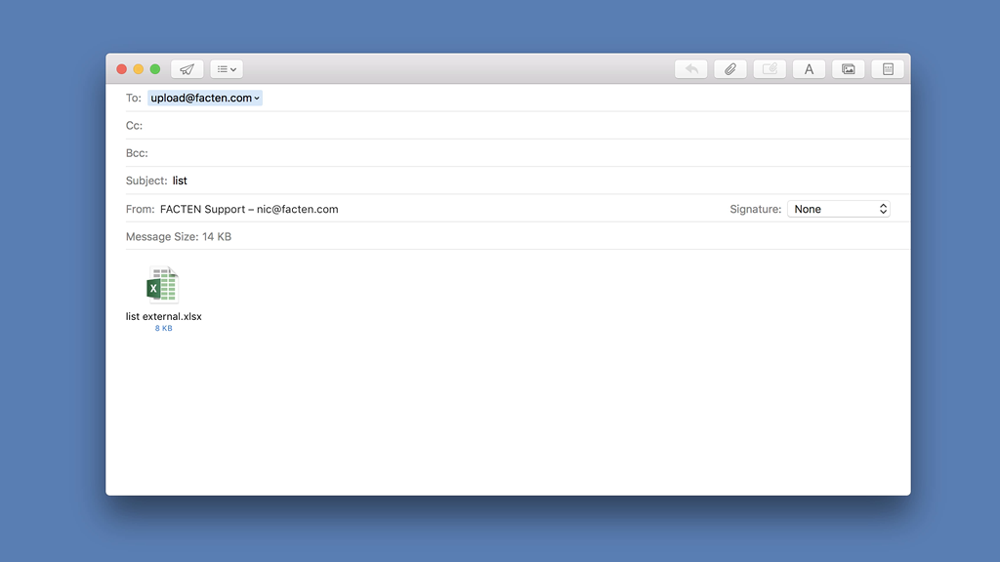 To: upload@facten.com
Cc:
Bcc:
Subject: list
From: FACTEN Support – nic@facten.com Signature: None
Message Size: 14 KB
X
list external.xlsx
8 KB